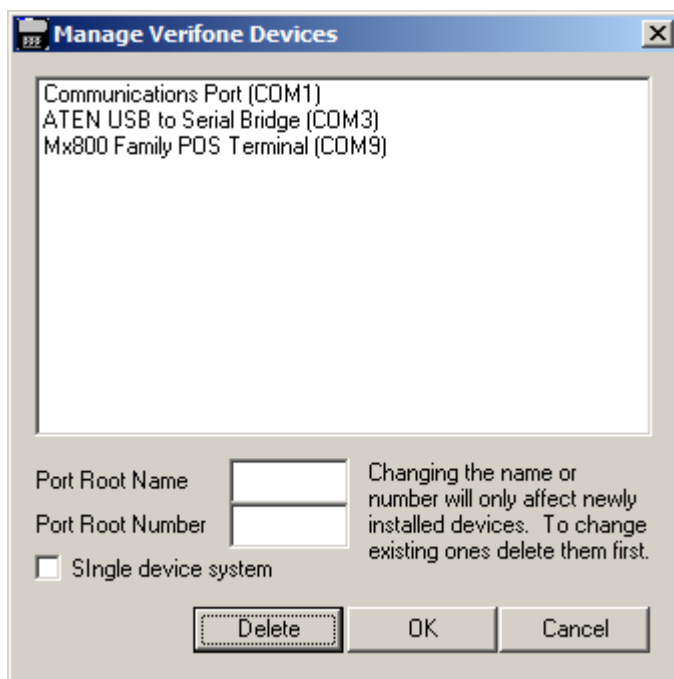 Manage Verifone Devices
Communications Port (COM1)
ATEN USB to Serial Bridge (COM3)
Mx800 Family POS Terminal (COM9)
Port Root Name
Port Root Number
SIngle device system
Changing the name or
number will only affect newly
installed devices. To change
existing ones delete them first.
Delete
OK
Cancel